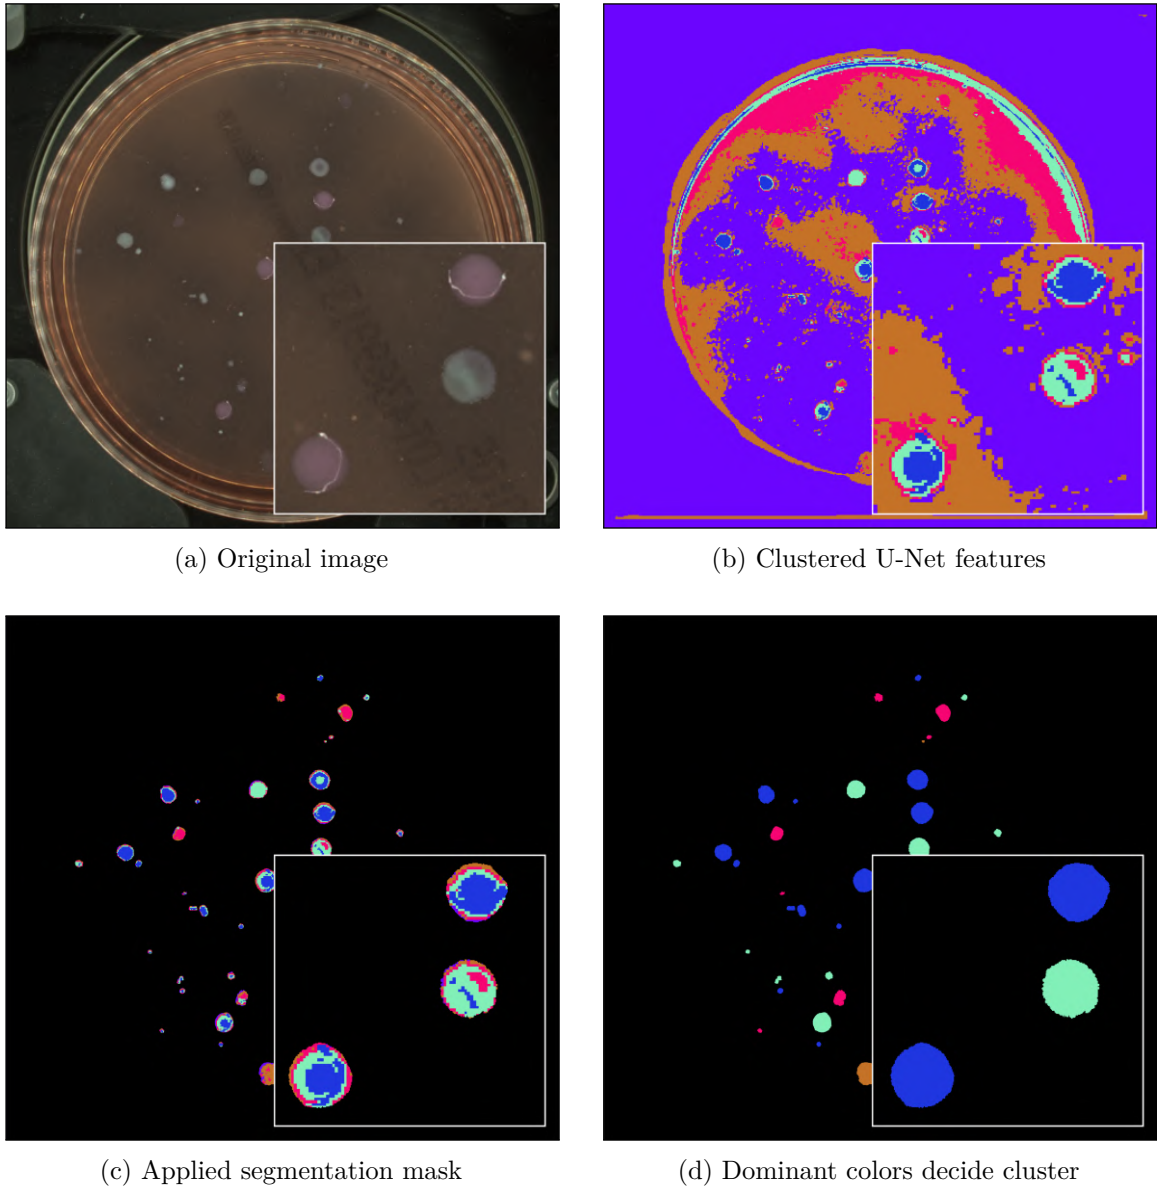 (a) Original image
(b) Clustered U-Net features
(c) Applied segmentation mask
(d) Dominant colors decide cluster